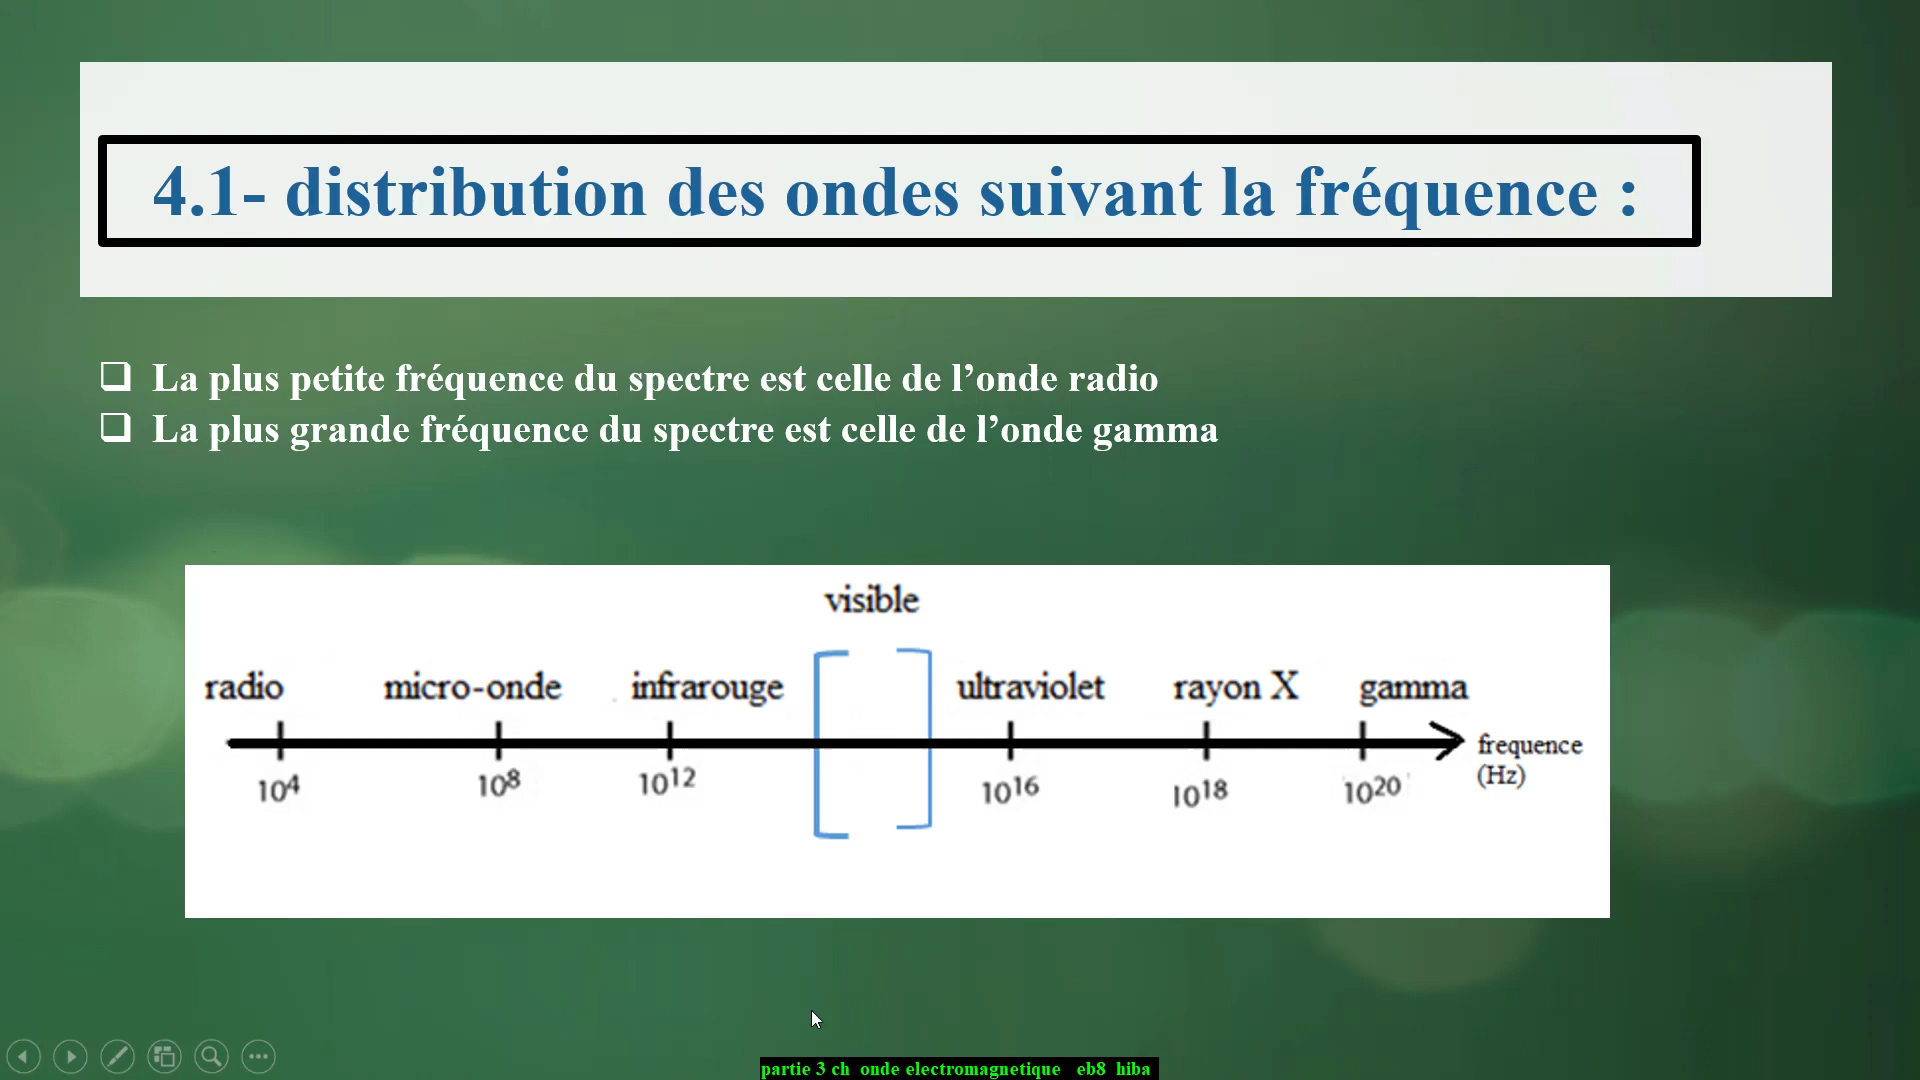 4.1- distribution des ondes suivant la fréquence :
❑ La plus petite fréquence du spectre est celle de l’onde radio
❑ La plus grande fréquence du spectre est celle de l’onde gamma
visible
radio micro-onde infrarouge ultraviolet rayon X gamma
frequence
(Hz)
10⁴ 10⁸ 10¹² 10¹⁶ 10¹⁸ 10²⁰
partie 3 ch onde electromagnetique eb8 hiba